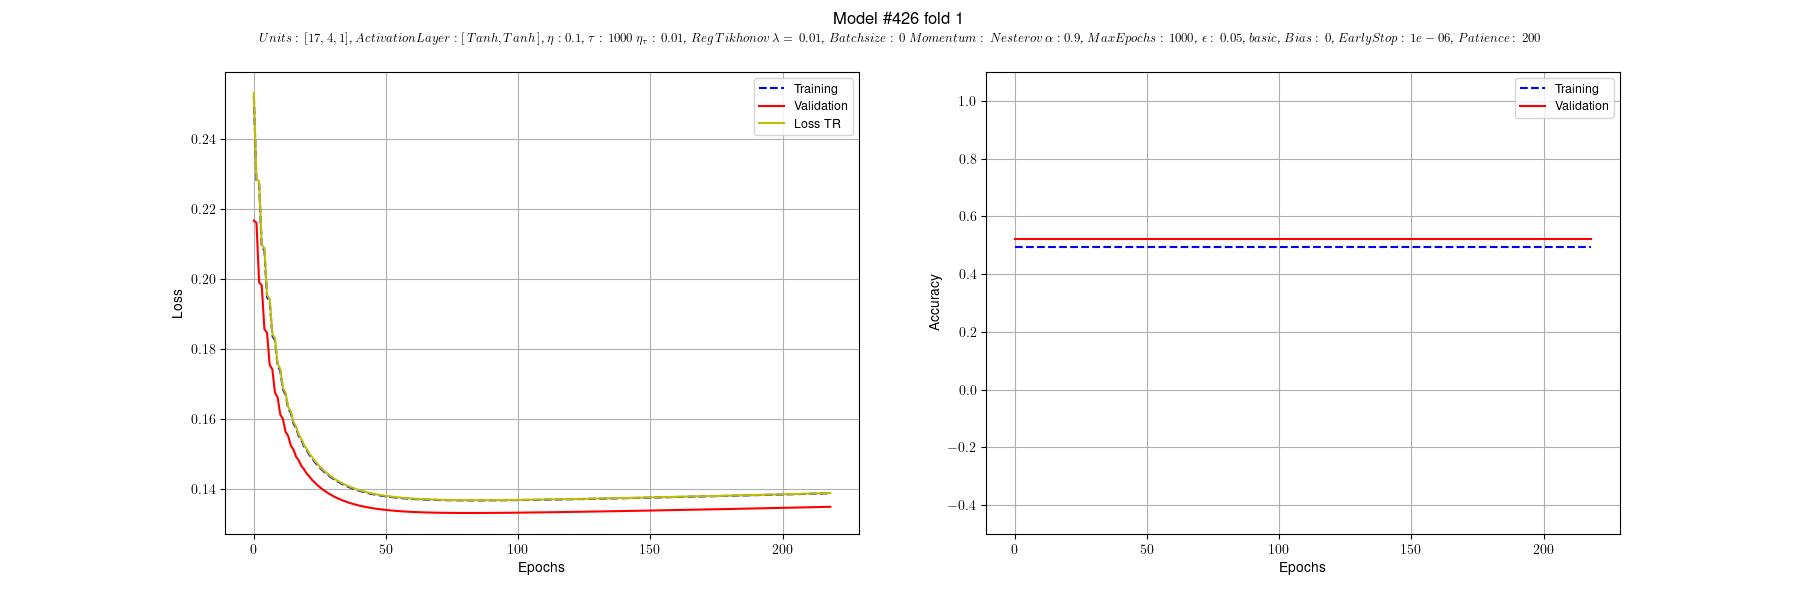 Model #426 fold 1
Units : [17, 4, 1], ActivationLayer : [Tanh, Tanh], η : 0.1, τ : 1000 η_τ : 0.01, RegTikhonov λ = 0.01, Batchsize : 0 Momentum : Nesterov α : 0.9, MaxEpochs : 1000, ϵ : 0.05, basic, Bias : 0, EarlyStop : 1e − 06, Patience : 200
Training
Validation
Loss TR
0.24
0.22
0.20
0.18
0.16
0.14
Loss
0 50 100 150 200
Epochs
Training
Validation
1.0
0.8
0.6
0.4
0.2
0.0
−0.2
−0.4
Accuracy
0 50 100 150 200
Epochs